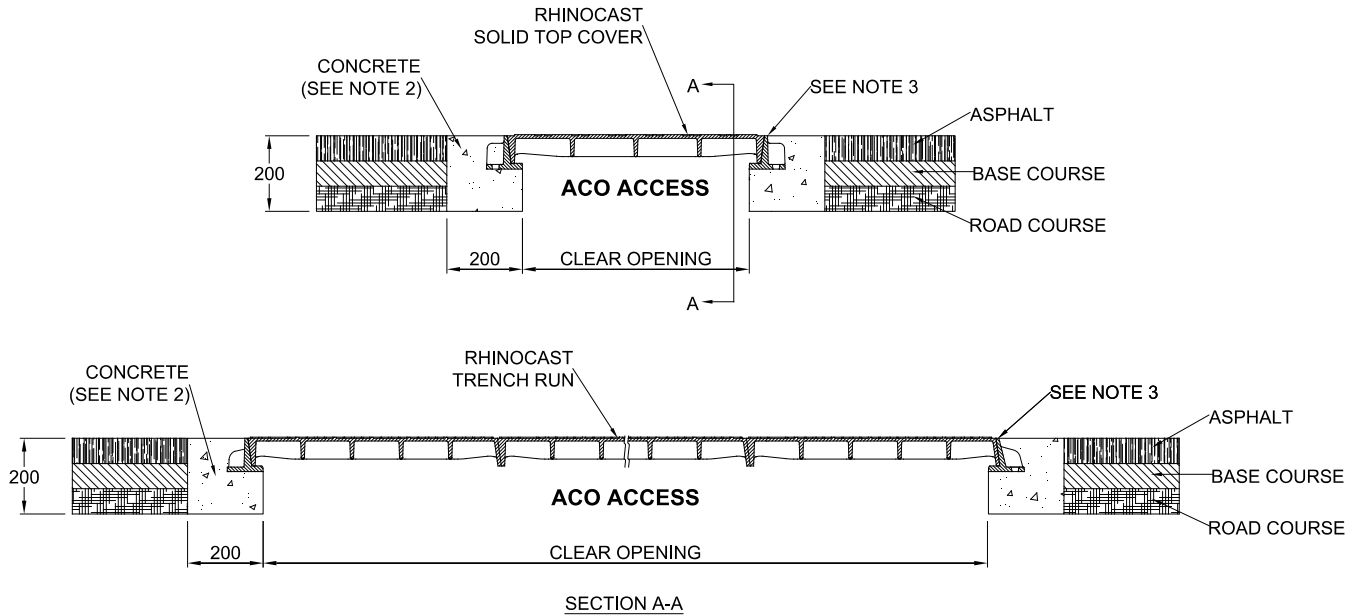 RHINOCAST
SOLID TOP COVER
CONCRETE
(SEE NOTE 2)
A
SEE NOTE 3
ASPHALT
200
ACO ACCESS
BASE COURSE
ROAD COURSE
200
CLEAR OPENING
A
RHINOCAST
TRENCH RUN
CONCRETE
(SEE NOTE 2)
SEE NOTE 3
ASPHALT
200
ACO ACCESS
BASE COURSE
ROAD COURSE
200
CLEAR OPENING
SECTION A-A